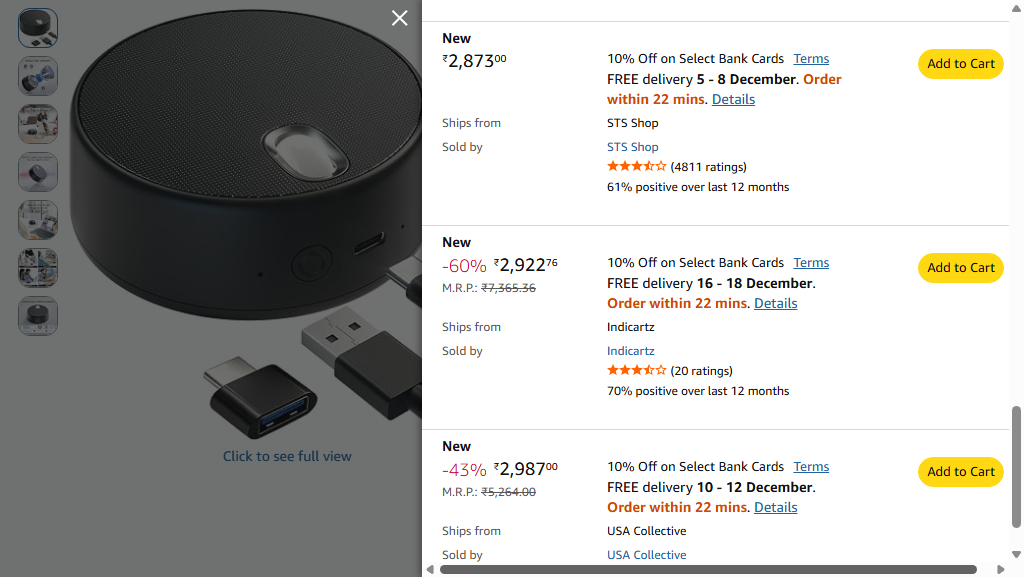 New
₹2,87300
10% Off on Select Bank Cards Terms
FREE delivery 5 - 8 December. Order
within 22 mins. Details
Add to Cart
Ships from
STS Shop
Sold by
STS Shop
(4811 ratings)
61% positive over last 12 months
New
-60% ₹2,92276
M.R.P.: ₹7,365.36
10% Off on Select Bank Cards Terms
FREE delivery 16 - 18 December.
Order within 22 mins. Details
Add to Cart
Ships from
Indicartz
Sold by
Indicartz
(20 ratings)
70% positive over last 12 months
New
-43% ₹2,98700
M.R.P.: ₹5,264.00
10% Off on Select Bank Cards Terms
FREE delivery 10 - 12 December.
Order within 22 mins. Details
Add to Cart
Ships from
USA Collective
Sold by
USA Collective
Click to see full view